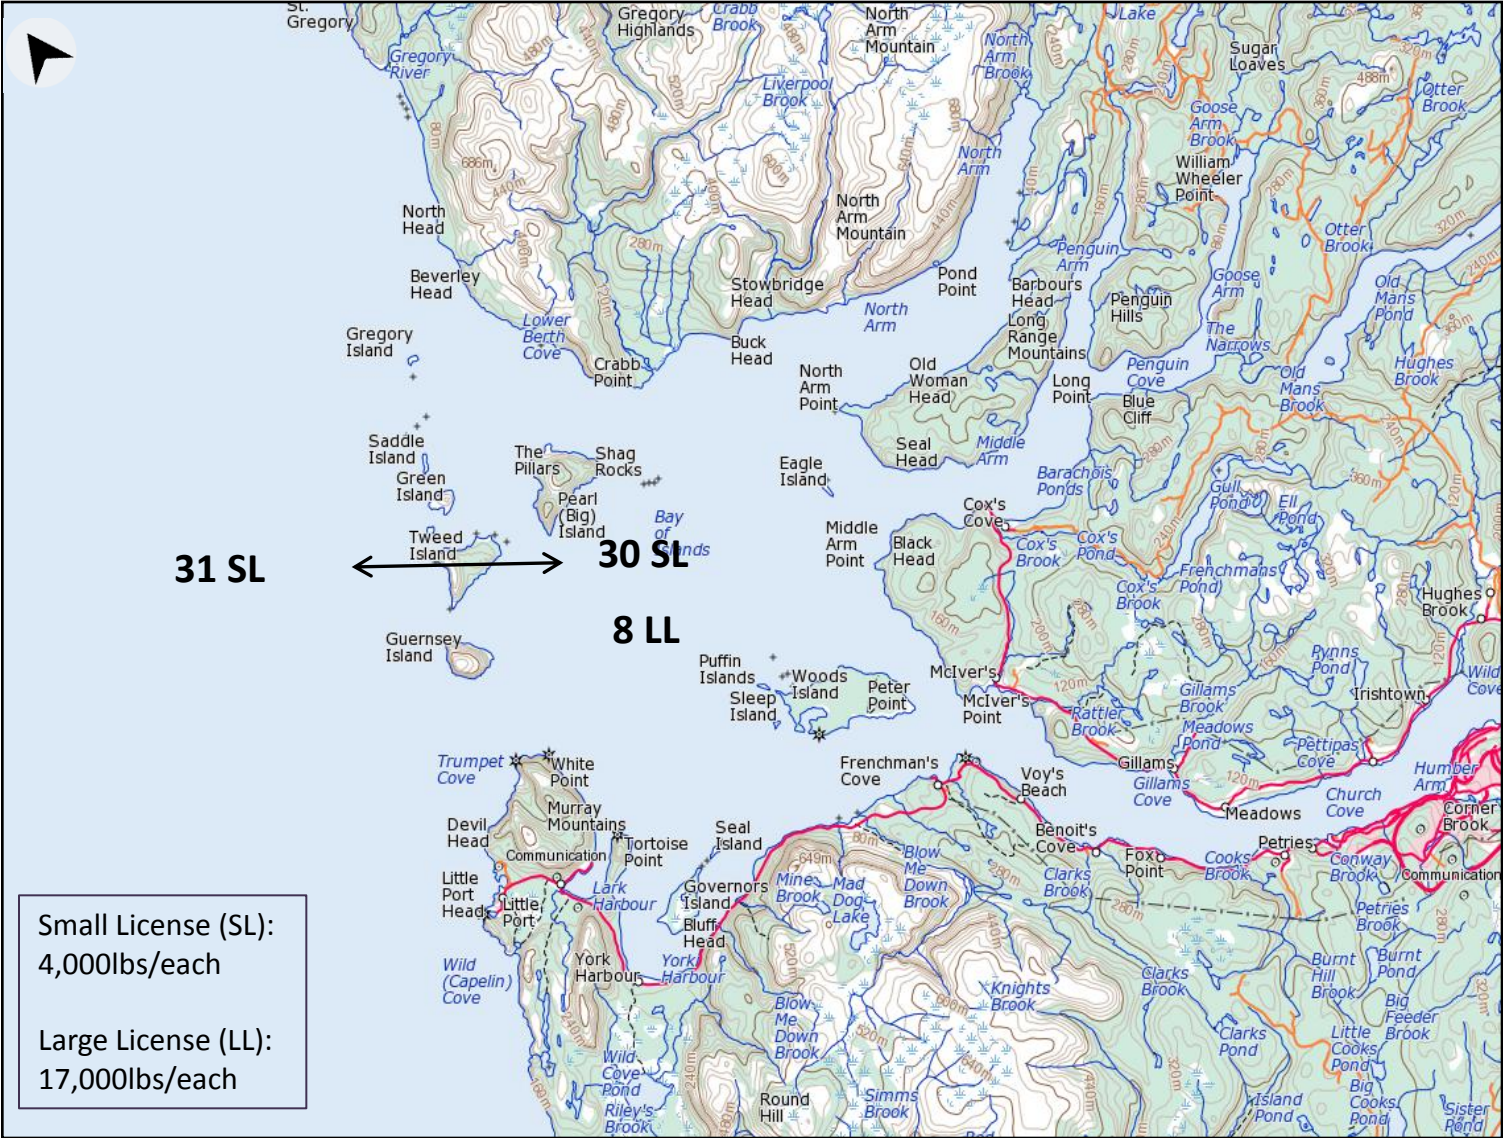 St.
Gregory
Gregory
Highlands
Crabb
Brook
North
Arm
Mountain
Lake
North
Arm
Brook
Sugar
Loaves
Gregory
River
Liverpool
Brook
Otter
Brook
Goose
Arm
Brook
North
Arm
William
Wheeler
Point
North
Head
North
Arm
Mountain
Otter
Brook
Beverley
Head
Stowbridge
Head
Pond
Point
Penguin
Arm
Barbours
Head
Penguin
Hills
Goose
Arm
Old
Mans
Pond
Lower
Berth
Cove
North
Arm
Long
Range
Mountains
The
Narrows
Gregory
Island
Buck
Head
Crabb
Point
North
Arm
Point
Old
Woman
Head
Long
Point
Penguin
Cove
Old
Mans
Brook
Hughes
Brook
Blue
Cliff
Saddle
Island
The
Pillars
Shag
Rocks
Seal
Head
Middle
Arm
Green
Island
Eagle
Island
Barachois
Ponds
Gull
Pond
Ell
Pond
Pearl
(Big)
Island
Bay
of
Islands
Cox's
Cove
Tweed
Island
Middle
Arm
Point
Black
Head
Cox's
Brook
Cox's
Pond
31 SL
30 SL
Frenchmans
Pond
Cox's
Brook
Hughes
Brook
8 LL
Guernsey
Island
Puffin
Islands
Woods
Island
Peter
Point
Sleep
Island
McIver's
McIver's
Point
Pynns
Pond
Irishtown
Wild
Cove
Gillams
Brook
Rattler
Brook
Meadows
Pond
Pettipas
Cove
Trumpet
Cove
White
Point
Frenchman's
Cove
Voy's
Beach
Gillams
Gillams
Cove
Humber
Arm
Church
Cove
Meadows
Corner
Brook
Murray
Mountains
Devil
Head
Tortoise
Point
Seal
Island
Benoit's
Cove
Fox
Point
Petries
Communication
Cooks
Brook
Conway
Brook
Communication
Little
Port
Head
Little
Port
Lark
Harbour
Governors
Island
Mine
Brook
Mad
Dog
Lake
Blow
Me
Down
Brook
Clarks
Brook
Petries
Brook
Bluff
Head
York
Harbour
York
Harbour
Wild
(Capelin)
Cove
Knights
Brook
Clarks
Brook
Burnt
Hill
Brook
Burnt
Pond
Blow
Me
Down
Brook
Big
Feeder
Brook
Clarks
Pond
Little
Cooks
Pond
Wild
Cove
Pond
Riley's
Brook
Round
Hill
Simms
Brook
Island
Pond
Big
Cooks
Pond
Sister
Pond
Small License (SL):
4,000lbs/each
Large License (LL):
17,000lbs/each